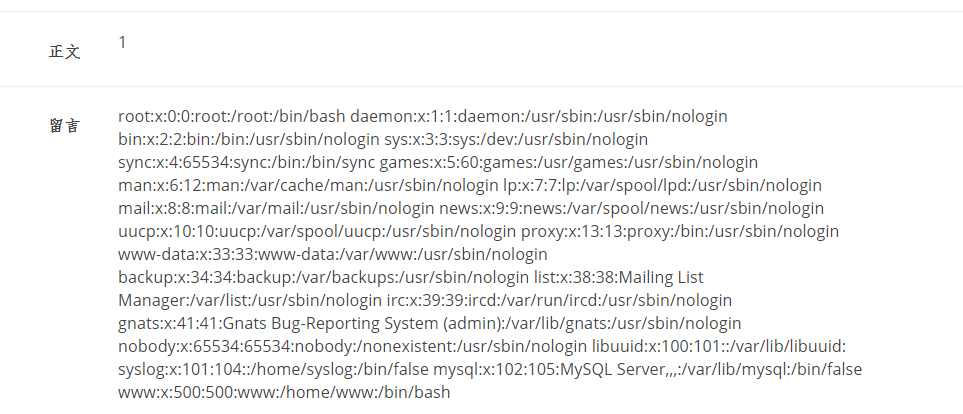 正文 1
留言 root:x:0:0:root:/root:/bin/bash daemon:x:1:1:daemon:/usr/sbin:/usr/sbin/nologin
bin:x:2:2:bin:/bin:/usr/sbin/nologin sys:x:3:3:sys:/dev:/usr/sbin/nologin
sync:x:4:65534:sync:/bin:/bin/sync games:x:5:60:games:/usr/games:/usr/sbin/nologin
man:x:6:12:man:/var/cache/man:/usr/sbin/nologin lp:x:7:7:lp:/var/spool/lpd:/usr/sbin/nologin
mail:x:8:8:mail:/var/mail:/usr/sbin/nologin news:x:9:9:news:/var/spool/news:/usr/sbin/nologin
uucp:x:10:10:uucp:/var/spool/uucp:/usr/sbin/nologin proxy:x:13:13:proxy:/bin:/usr/sbin/nologin
www-data:x:33:33:www-data:/var/www:/usr/sbin/nologin
backup:x:34:34:backup:/var/backups:/usr/sbin/nologin list:x:38:38:Mailing List
Manager:/var/list:/usr/sbin/nologin irc:x:39:39:ircd:/var/run/ircd:/usr/sbin/nologin
gnats:x:41:41:Gnats Bug-Reporting System (admin):/var/lib/gnats:/usr/sbin/nologin
nobody:x:65534:65534:nobody:/nonexistent:/usr/sbin/nologin libuuid:x:100:101::/var/lib/libuuid:
syslog:x:101:104::/home/syslog:/bin/false mysql:x:102:105:MySQL Server,,,:/var/lib/mysql:/bin/false
www:x:500:500:www:/home/www:/bin/bash